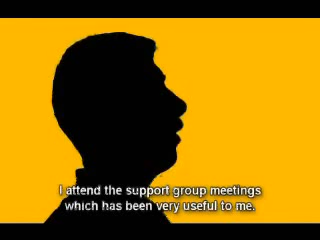 I attend the support group meetings
which has been very useful to me.